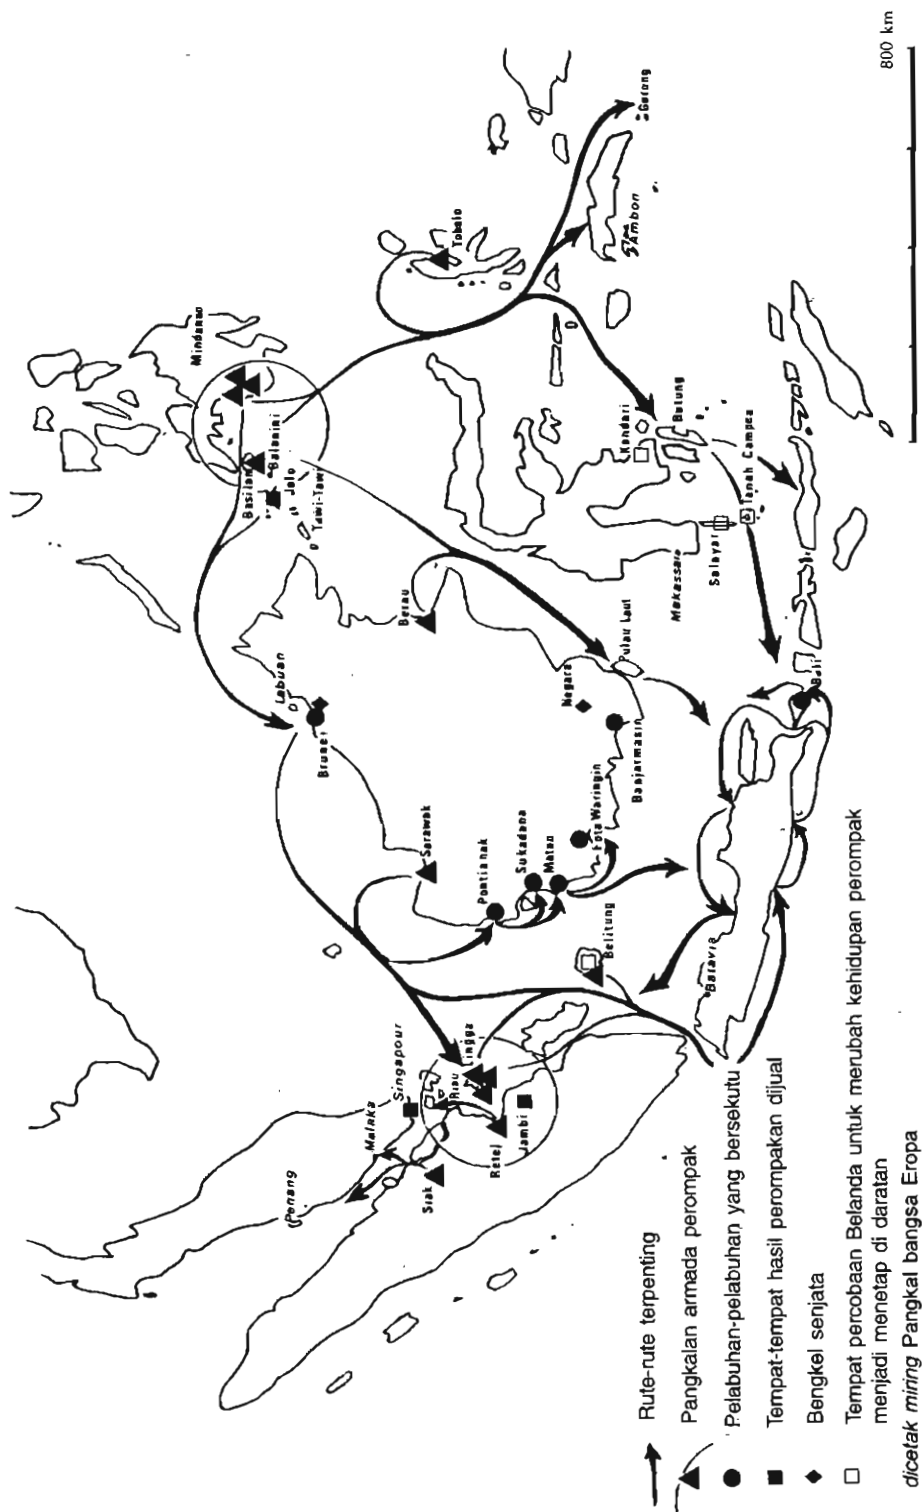 800 km
Mindanao
Basilan
Balanini
Jolo
Tawi-Tawi
Tobelo
Gorong
Ambon
Labuan
Brunei
Berau
Kendari
Butung
Tanah Campea
Salayar
Makassar
Sarawak
Pontianak
Sukadana
Matan
Kota Waringin
Negara
Pulau Laut
Banjarmasin
Bali
Belitung
Batavia
Penang
Malaka
Singapour
Riau
Lingga
Siak
Retej
Jambi
Rute-rute terpenting
Pangkalan armada perompak
Pelabuhan-pelabuhan yang bersekutu
Tempat-tempat hasil perompakan dijual
Bengkel senjata
Tempat percobaan Belanda untuk merubah kehidupan perompak
menjadi menetap di daratan
dicetak miring Pangkal bangsa Eropa